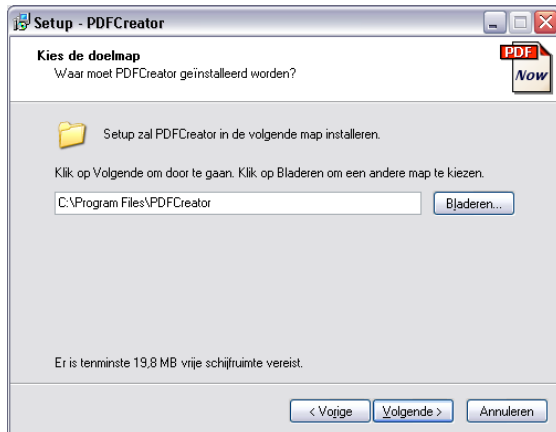 Setup - PDFCreator
Kies de doelmap
Waar moet PDFCreator geïnstalleerd worden?
PDF
Now
Setup zal PDFCreator in de volgende map installeren.
Klik op Volgende om door te gaan. Klik op Bladeren om een andere map te kiezen.
C:\Program Files\PDFCreator
Bladeren...
Er is tenminste 19,8 MB vrije schijfruimte vereist.
< Vorige
Volgende >
Annuleren